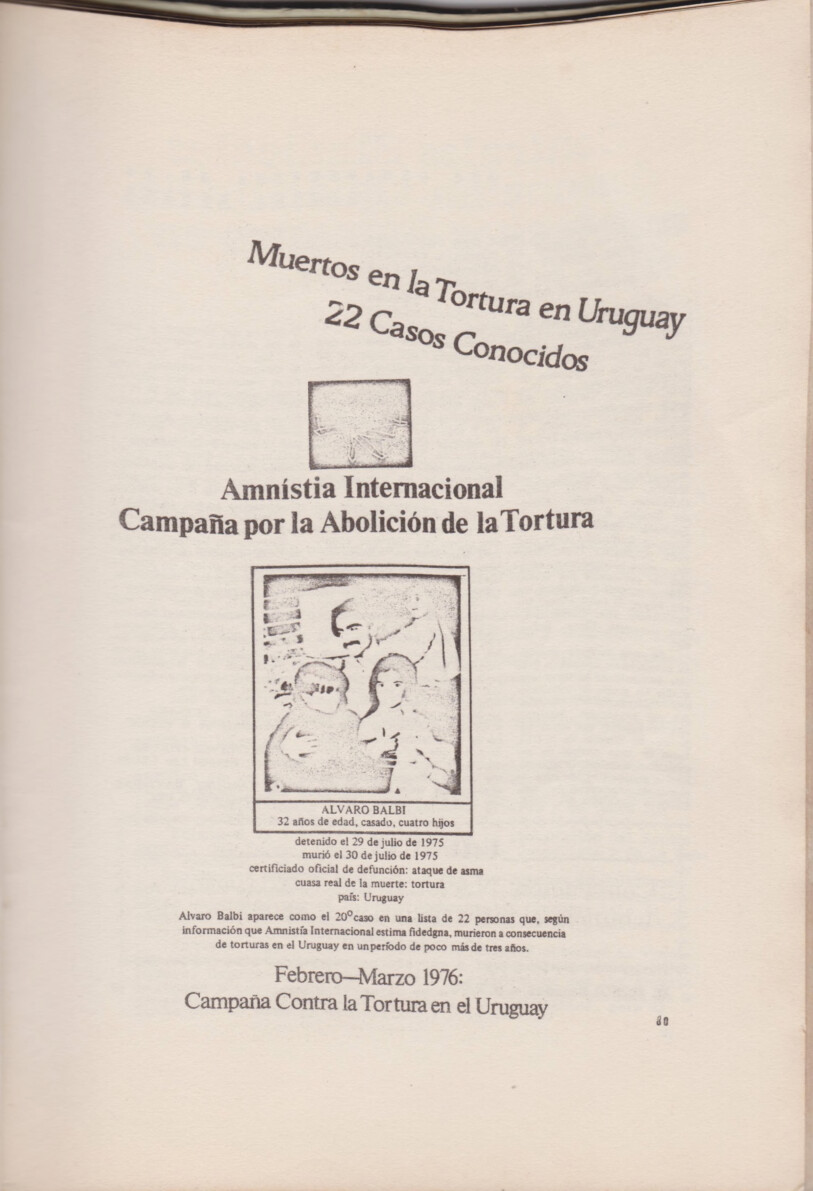 Muertos en la Tortura en Uruguay
22 Casos Conocidos
Amnístia Internacional
Campaña por la Abolición de la Tortura
ALVARO BALBI
32 años de edad, casado, cuatro hijos
detenido el 29 de julio de 1975
murió el 30 de julio de 1975
certificiado oficial de defunción: ataque de asma
cuasa real de la muerte: tortura
país: Uruguay
Alvaro Balbi aparece como el 20º caso en una lista de 22 personas que, según
información que Amnistía Internacional estima fidedgna, murieron a consecuencia
de torturas en el Uruguay en un período de poco más de tres años.
Febrero—Marzo 1976:
Campaña Contra la Tortura en el Uruguay